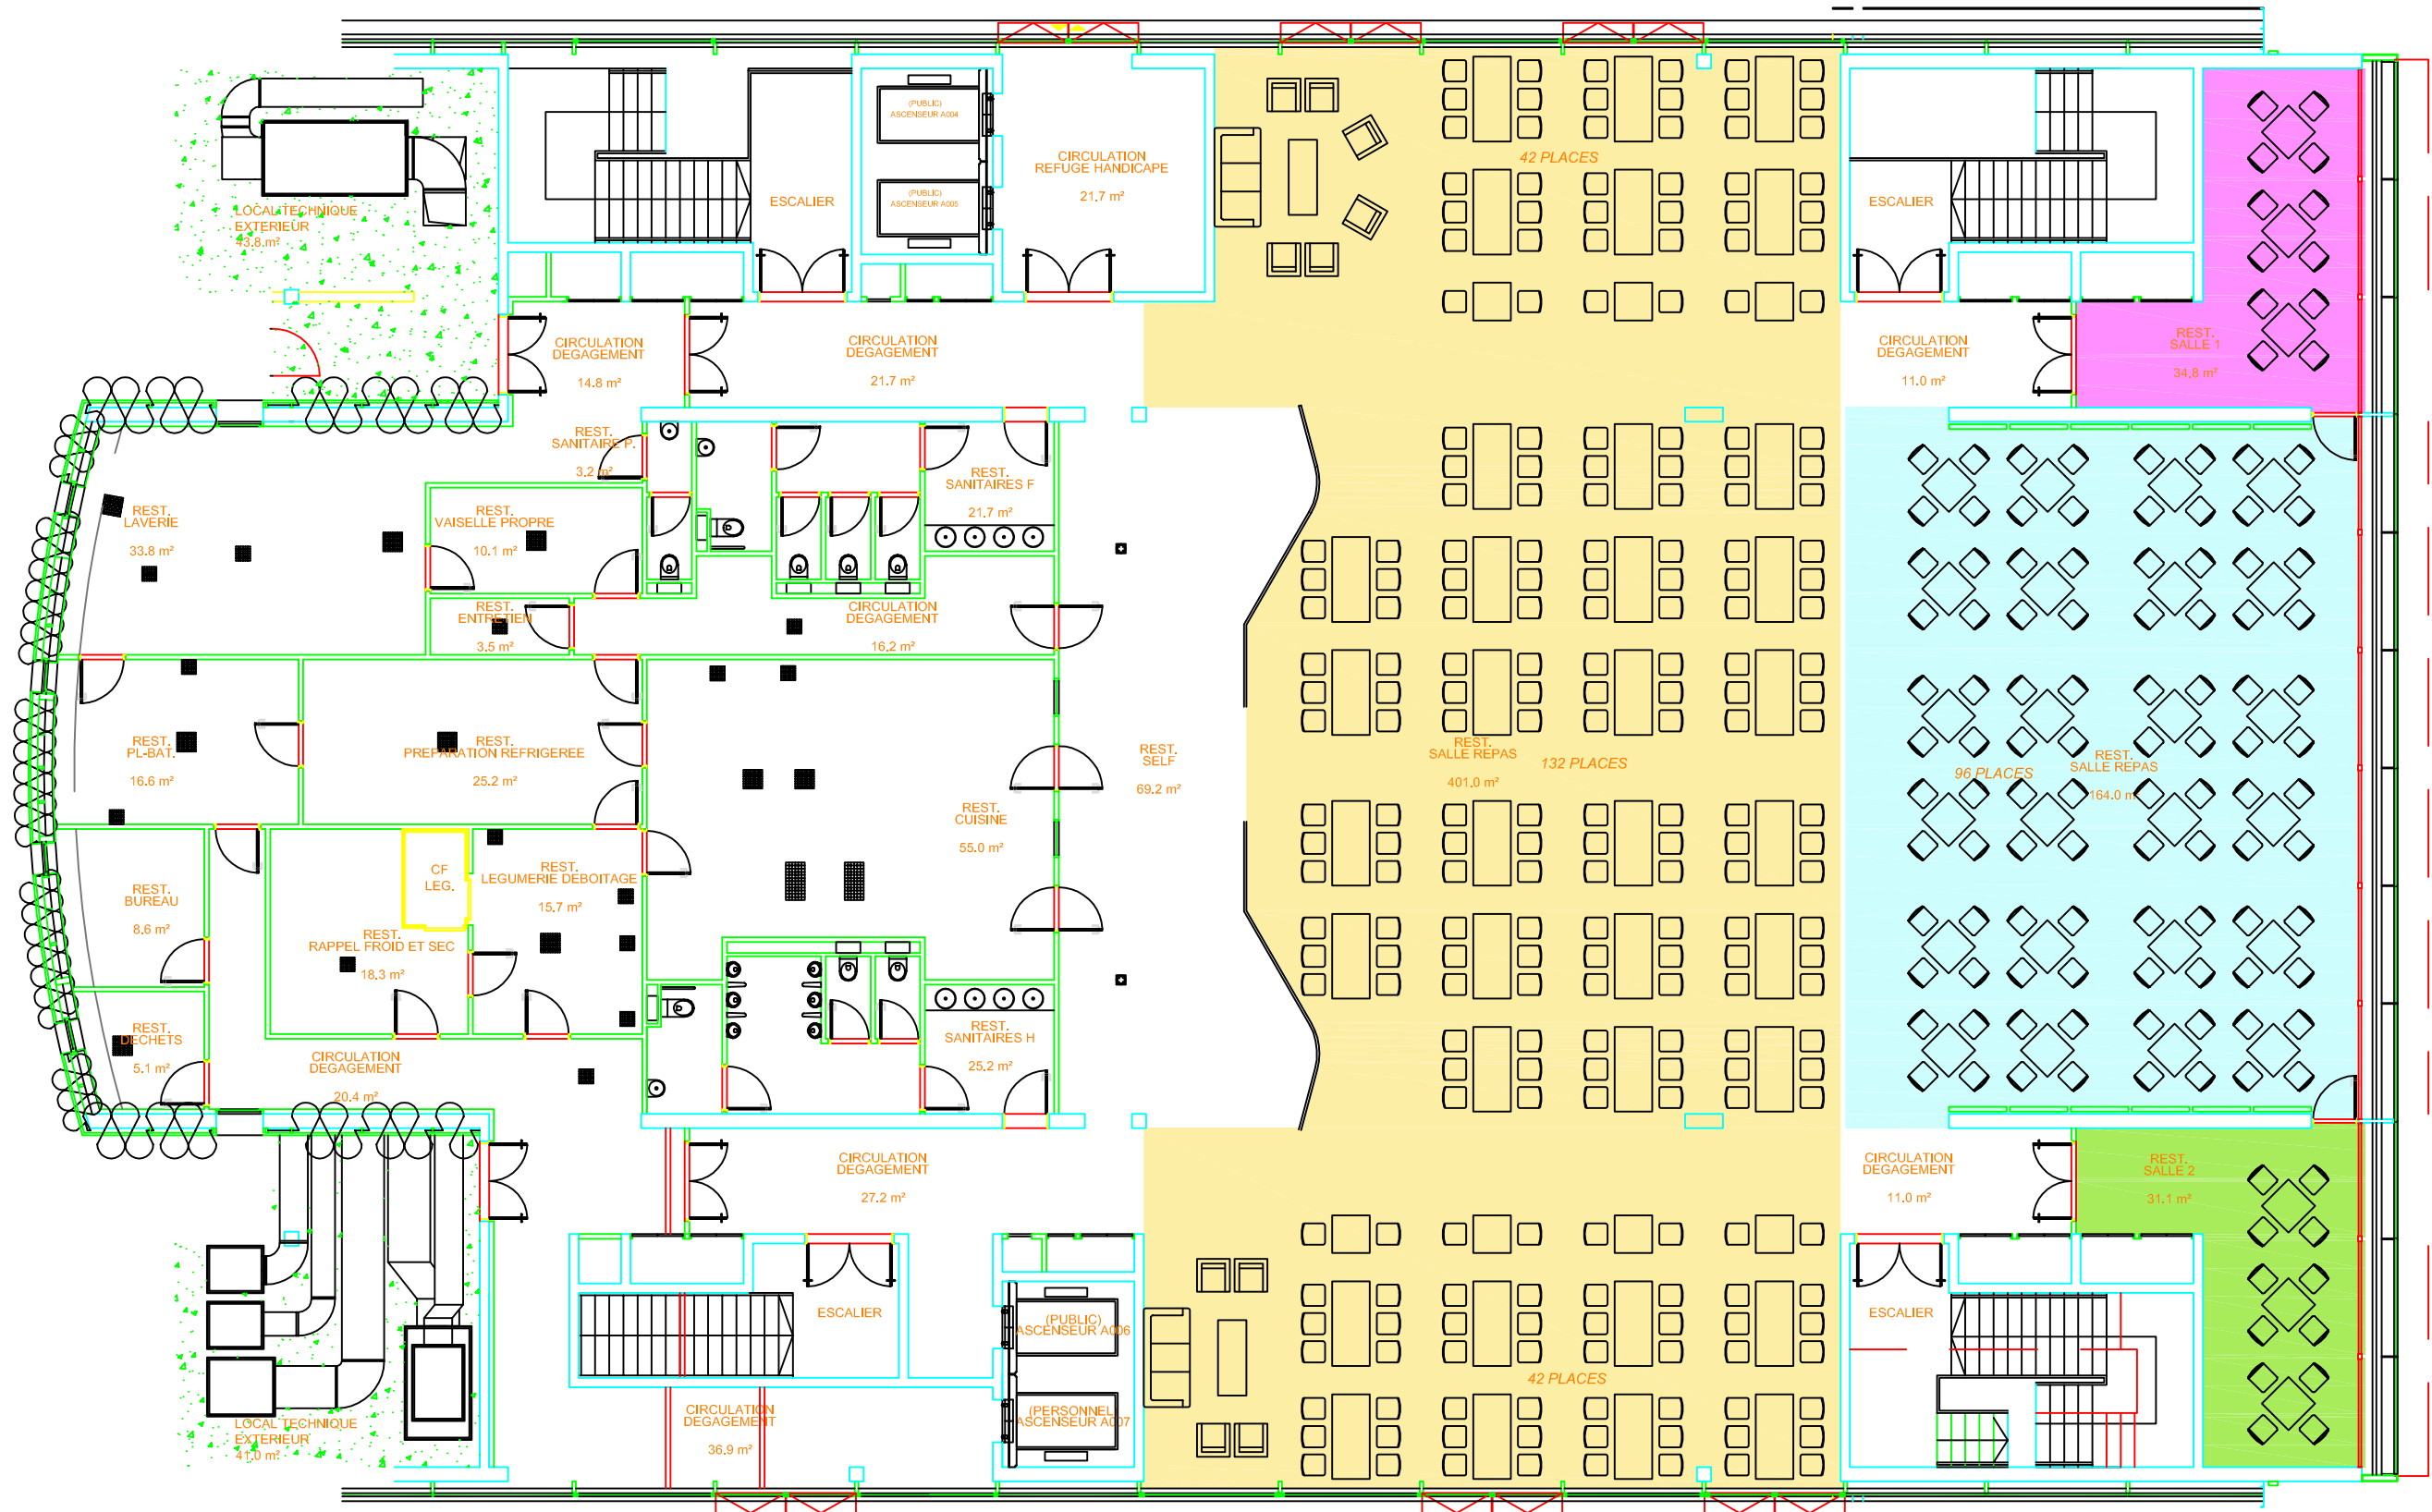 (PUBLIC)
ASCENSEUR A004
(PUBLIC)
ASCENSEUR A005
CIRCULATION
REFUGE HANDICAPE
21.7 m²
42 PLACES
ESCALIER
ESCALIER
LOCAL TECHNIQUE
EXTERIEUR
43.8 m²
CIRCULATION
DEGAGEMENT
14.8 m²
CIRCULATION
DEGAGEMENT
21.7 m²
CIRCULATION
DEGAGEMENT
11.0 m²
REST.
SALLE 1
34.8 m²
REST.
SANITAIRE P.
3.2 m²
REST.
SANITAIRES F
21.7 m²
REST.
LAVERIE
33.8 m²
REST.
VAISELLE PROPRE
10.1 m²
REST.
ENTRETIEN
3.5 m²
CIRCULATION
DEGAGEMENT
16.2 m²
REST.
PL-BAT.
16.6 m²
REST.
PREPARATION REFRIGEREE
25.2 m²
REST.
CUISINE
55.0 m²
REST.
SELF
69.2 m²
REST.
SALLE REPAS
401.0 m²
132 PLACES
96 PLACES
REST.
SALLE REPAS
164.0 m²
REST.
BUREAU
8.6 m²
CF
LEG.
REST.
LEGUMERIE DEBOITAGE
15.7 m²
REST.
RAPPEL FROID ET SEC
18.3 m²
REST.
DECHETS
5.1 m²
CIRCULATION
DEGAGEMENT
20.4 m²
REST.
SANITAIRES H
25.2 m²
CIRCULATION
DEGAGEMENT
27.2 m²
CIRCULATION
DEGAGEMENT
11.0 m²
REST.
SALLE 2
31.1 m²
ESCALIER
(PUBLIC)
ASCENSEUR A006
ESCALIER
42 PLACES
(PERSONNEL)
ASCENSEUR A007
CIRCULATION
DEGAGEMENT
36.9 m²
LOCAL TECHNIQUE
EXTERIEUR
41.0 m²